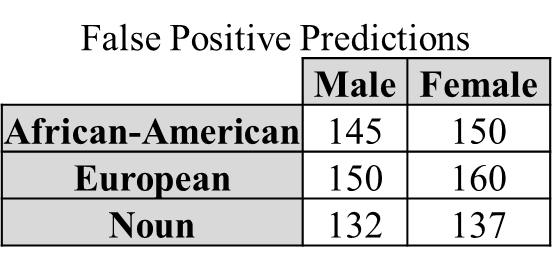 False Positive Predictions
Male Female
African-American 145 150
European 150 160
Noun 132 137